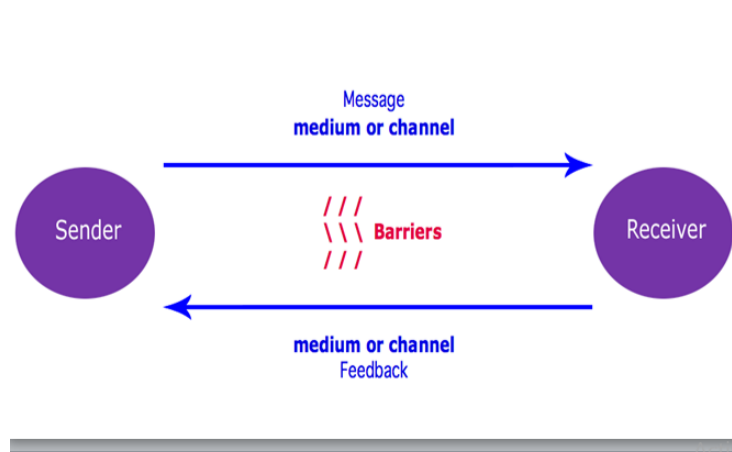 Message
medium or channel
Sender
/ / /
\ \ \ Barriers
/ / /
Receiver
medium or channel
Feedback